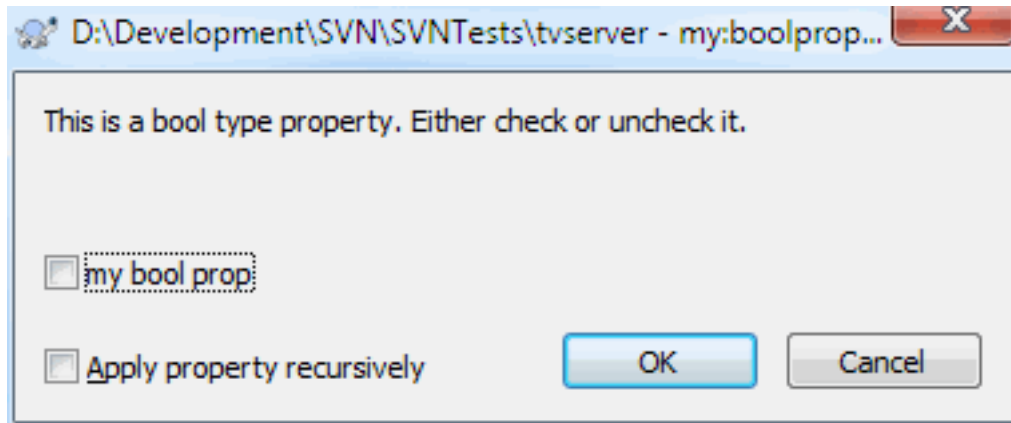 D:\Development\SVN\SVNTests\tvserver - my:boolprop...
This is a bool type property. Either check or uncheck it.
my bool prop
Apply property recursively OK Cancel